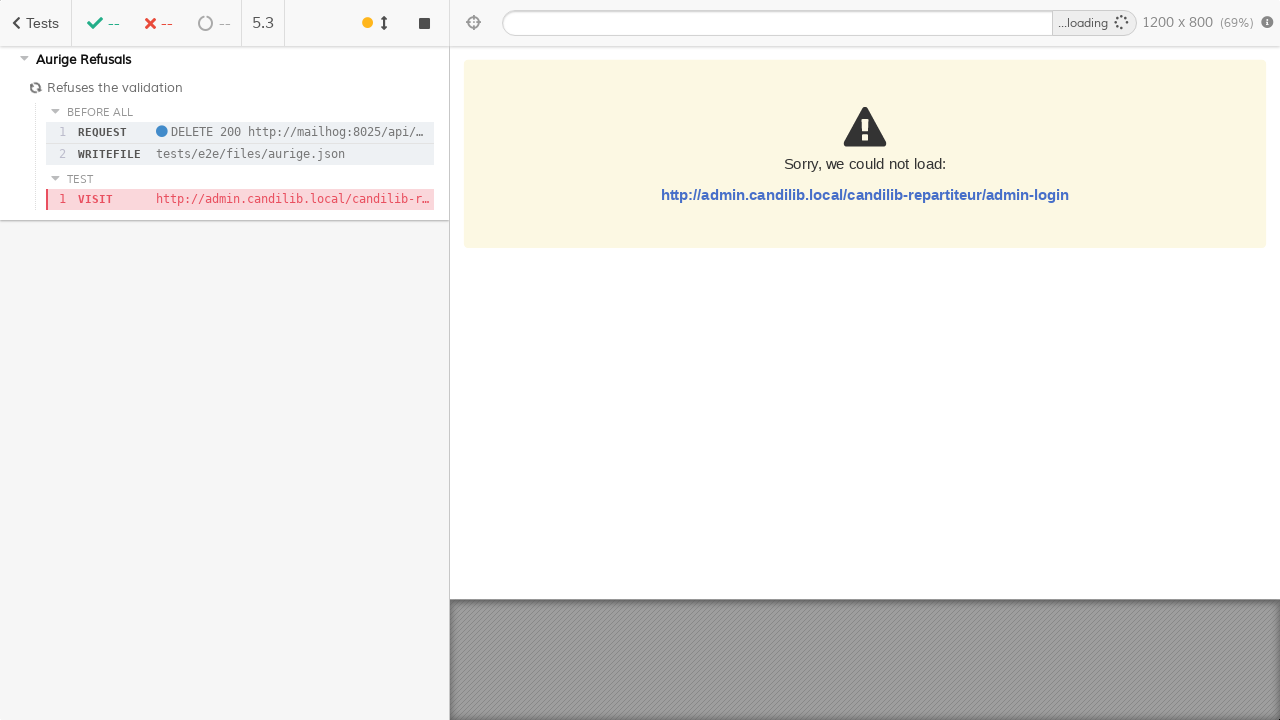 Tests -- -- -- 5.3
...loading 1200 x 800 (69%)
Aurige Refusals
Refuses the validation
BEFORE ALL
1 REQUEST DELETE 200 http://mailhog:8025/api/…
2 WRITEFILE tests/e2e/files/aurige.json
TEST
1 VISIT http://admin.candilib.local/candilib-r…
Sorry, we could not load:
http://admin.candilib.local/candilib-repartiteur/admin-login